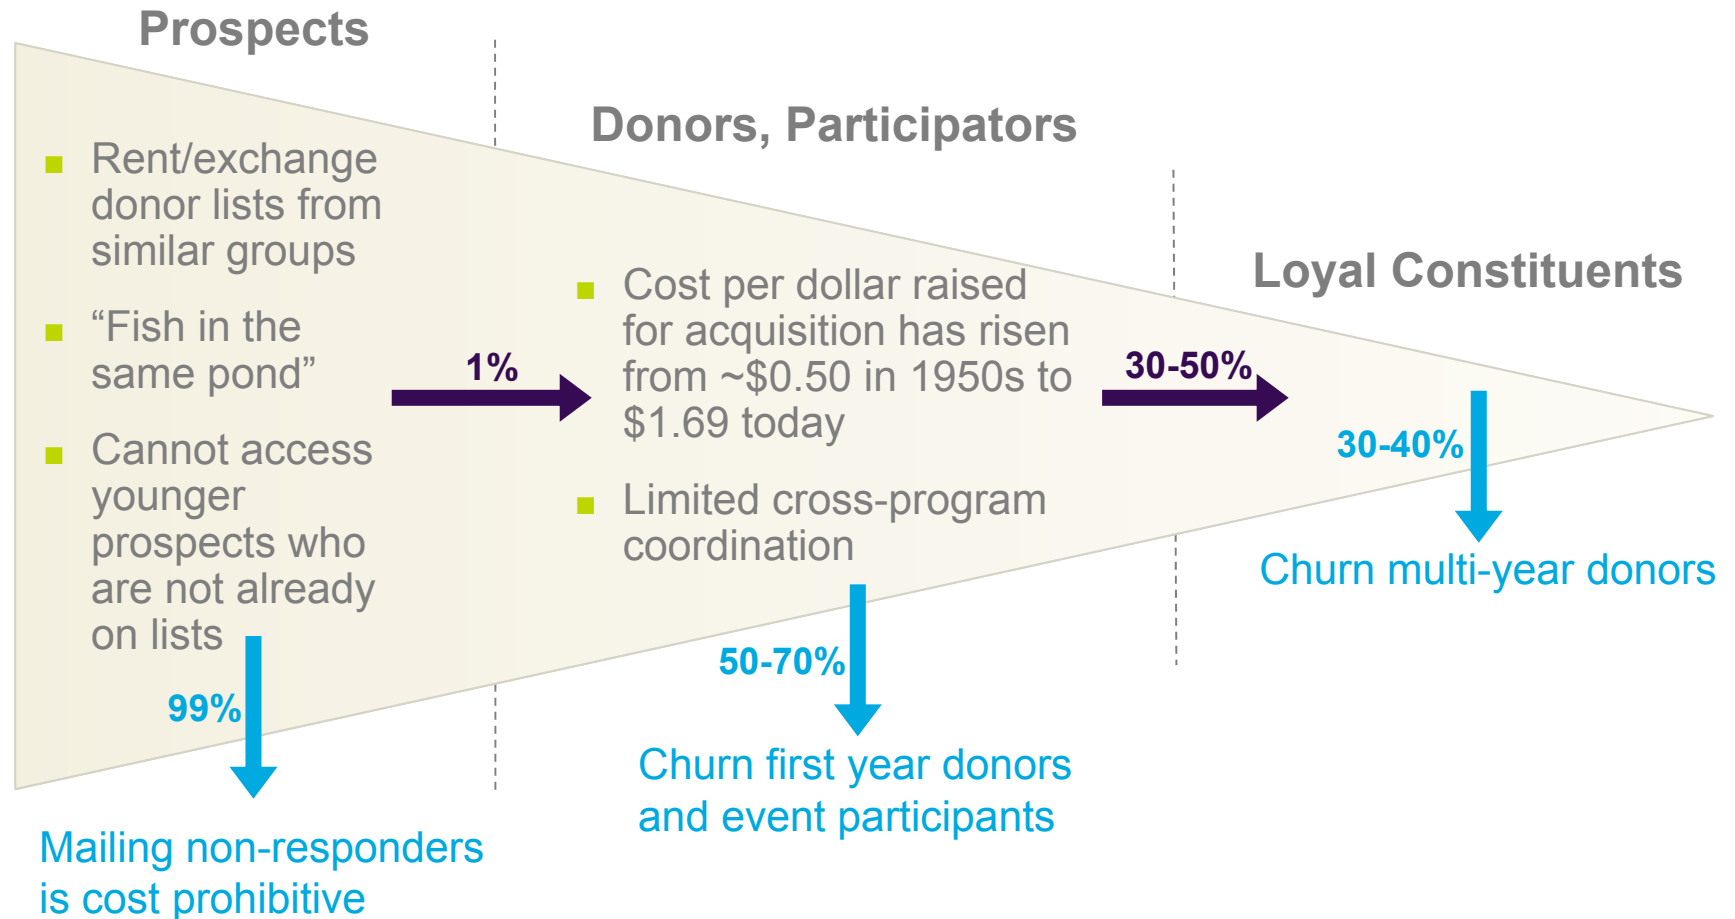 Prospects
■ Rent/exchange
donor lists from
similar groups
■ “Fish in the
same pond”
■ Cannot access
younger
prospects who
are not already
on lists
99%
Mailing non-responders
is cost prohibitive
1%
Donors, Participators
■ Cost per dollar raised
for acquisition has risen
from ~$0.50 in 1950s to
$1.69 today
■ Limited cross-program
coordination
50-70%
Churn first year donors
and event participants
30-50%
Loyal Constituents
30-40%
Churn multi-year donors